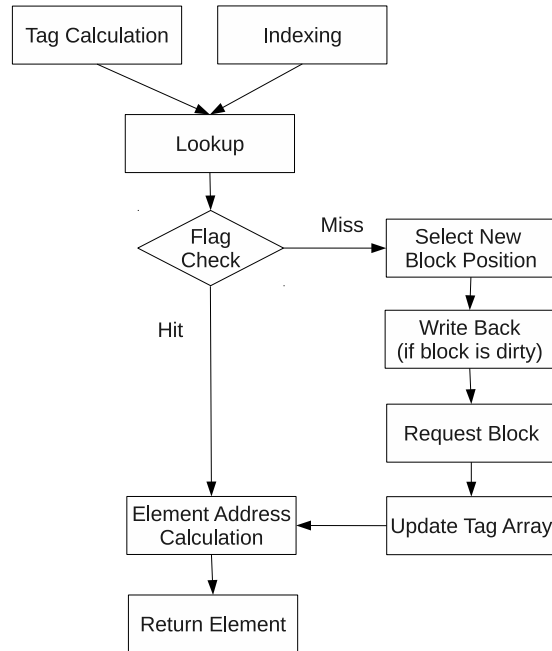 Tag Calculation
Indexing
Lookup
Flag
Check
Miss
Select New
Block Position
Hit
Write Back
(if block is dirty)
Request Block
Element Address
Calculation
Update Tag Array
Return Element